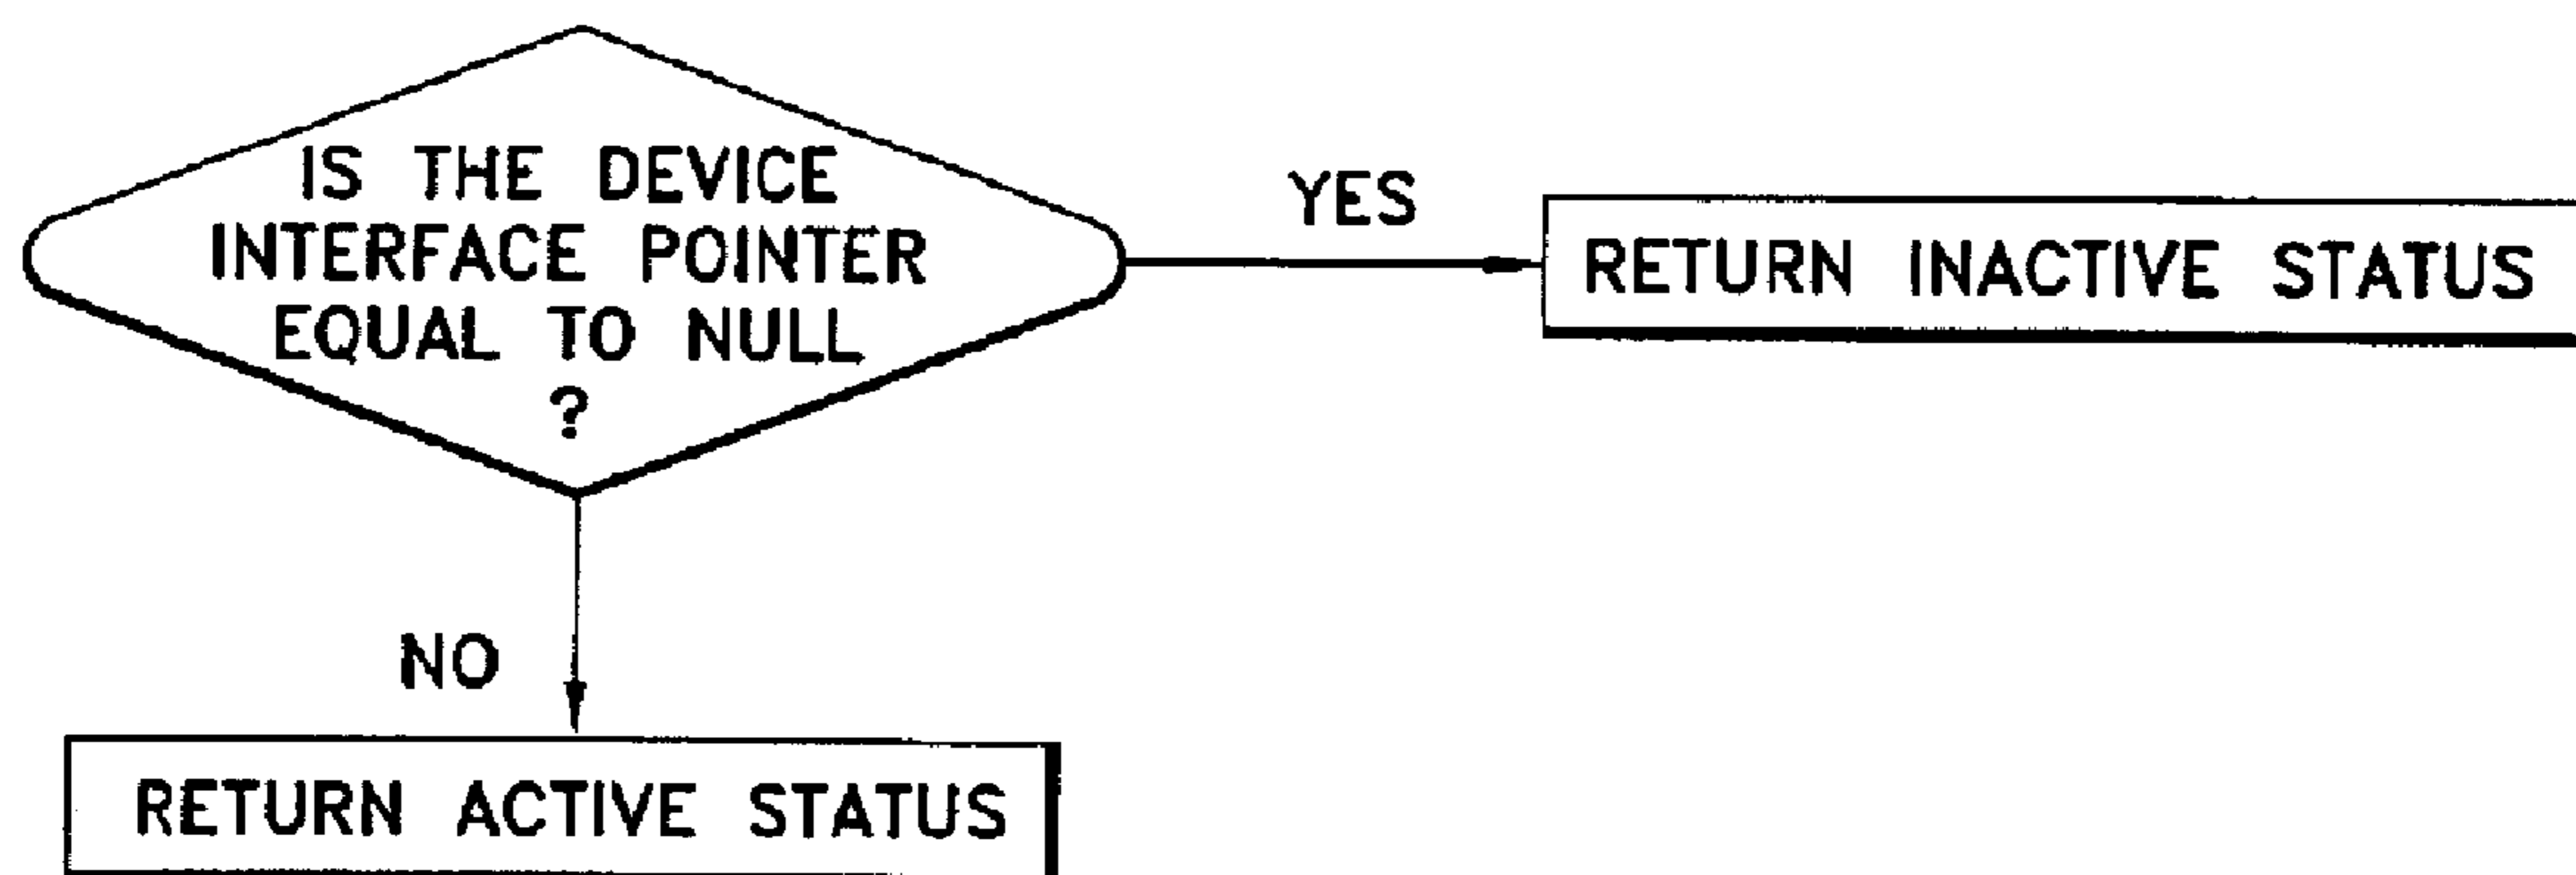 IS THE DEVICE
INTERFACE POINTER
EQUAL TO NULL
?
YES
RETURN INACTIVE STATUS
NO
RETURN ACTIVE STATUS